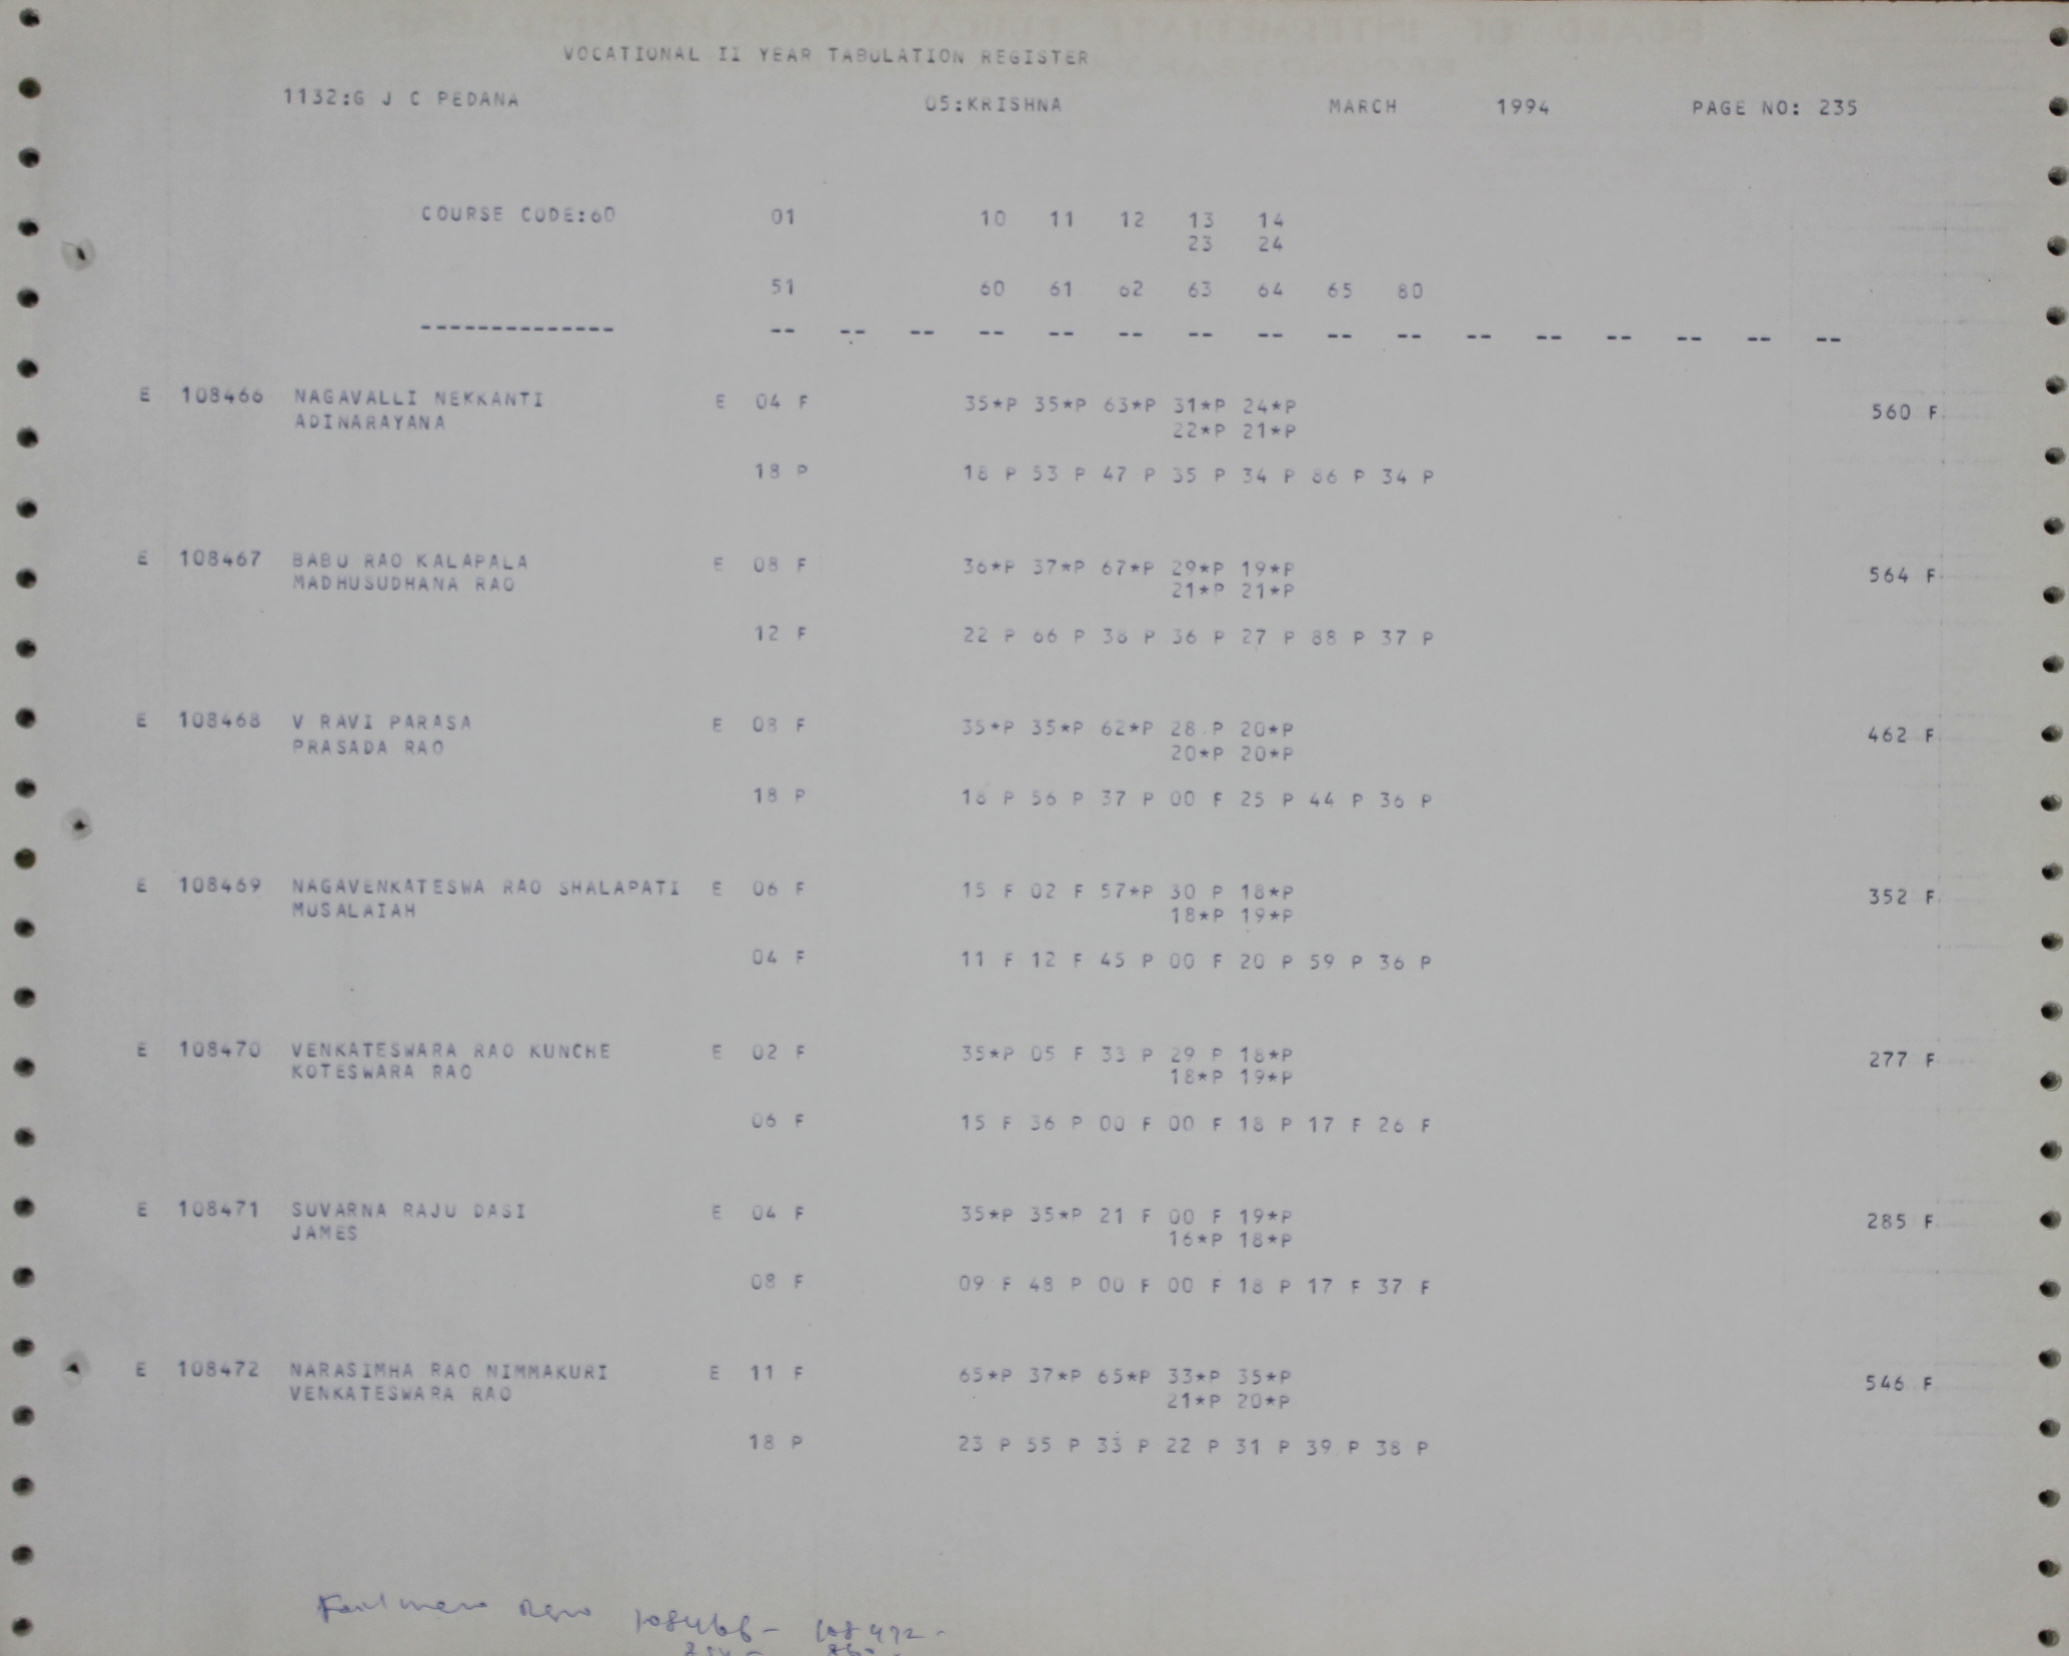 VOCATIONAL II YEAR TABULATION REGISTER
1132:G J C PEDANA 05:KRISHNA MARCH 1994 PAGE NO: 235
COURSE CODE:60 01 10 11 12 13 14
23 24
51 60 61 62 63 64 65 80
-------------- -- -- -- -- -- -- -- -- -- -- -- -- -- -- -- --
E 108466 NAGAVALLI NEKKANTI E 04 F 35*P 35*P 63*P 31*P 24*P 560 F
ADINARAYANA 22*P 21*P
18 P 18 P 53 P 47 P 35 P 34 P 86 P 34 P
E 108467 BABU RAO KALAPALA E 08 F 36*P 37*P 67*P 29*P 19*P 564 F
MADHUSUDHANA RAO 21*P 21*P
12 F 22 P 66 P 38 P 36 P 27 P 88 P 37 P
E 108468 V RAVI PARASA E 08 F 35*P 35*P 62*P 28 P 20*P 462 F
PRASADA RAO 20*P 20*P
18 P 18 P 56 P 37 P 00 F 25 P 44 P 36 P
E 108469 NAGAVENKATESWA RAO SHALAPATI E 06 F 15 F 02 F 57*P 30 P 18*P 352 F
MUSALAIAH 18*P 19*P
04 F 11 F 12 F 45 P 00 F 20 P 59 P 36 P
E 108470 VENKATESWARA RAO KUNCHE E 02 F 35*P 05 F 33 P 29 P 18*P 277 F
KOTESWARA RAO 18*P 19*P
06 F 15 F 36 P 00 F 00 F 18 P 17 F 26 F
E 108471 SUVARNA RAJU DASI E 04 F 35*P 35*P 21 F 00 F 19*P 285 F
JAMES 16*P 18*P
08 F 09 F 48 P 00 F 00 F 18 P 17 F 37 F
E 108472 NARASIMHA RAO NIMMAKURI E 11 F 65*P 37*P 65*P 33*P 35*P 546 F
VENKATESWARA RAO 21*P 20*P
18 P 23 P 55 P 33 P 22 P 31 P 39 P 38 P
108466 - 108472 -